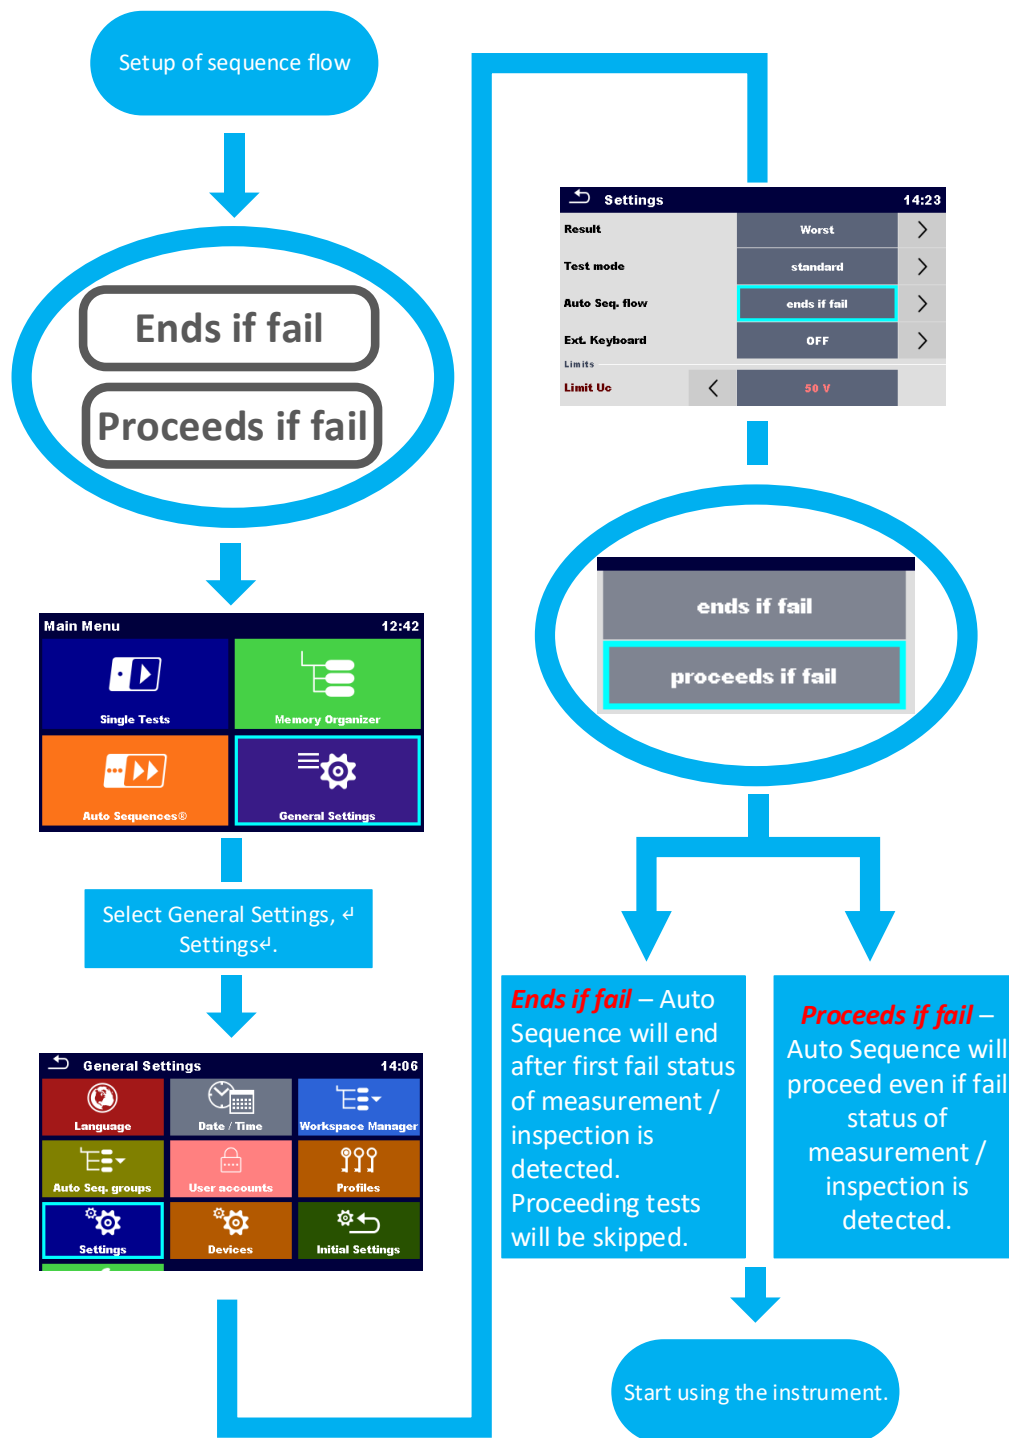 Setup of sequence flow
Ends if fail
Proceeds if fail
Main Menu 12:42
Single Tests
Memory Organizer
Auto Sequences®
General Settings
Select General Settings, ↵
Settings↵.
General Settings 14:06
Language
Date / Time
Workspace Manager
Auto Seq. groups
User accounts
Profiles
Settings
Devices
Initial Settings
Settings 14:23
Result Worst
Test mode standard
Auto Seq. flow ends if fail
Ext. Keyboard OFF
Limits
Limit Uc 50 V
ends if fail
proceeds if fail
Ends if fail – Auto
Sequence will end
after first fail status
of measurement /
inspection is
detected.
Proceeding tests
will be skipped.
Proceeds if fail –
Auto Sequence will
proceed even if fail
status of
measurement /
inspection is
detected.
Start using the instrument.